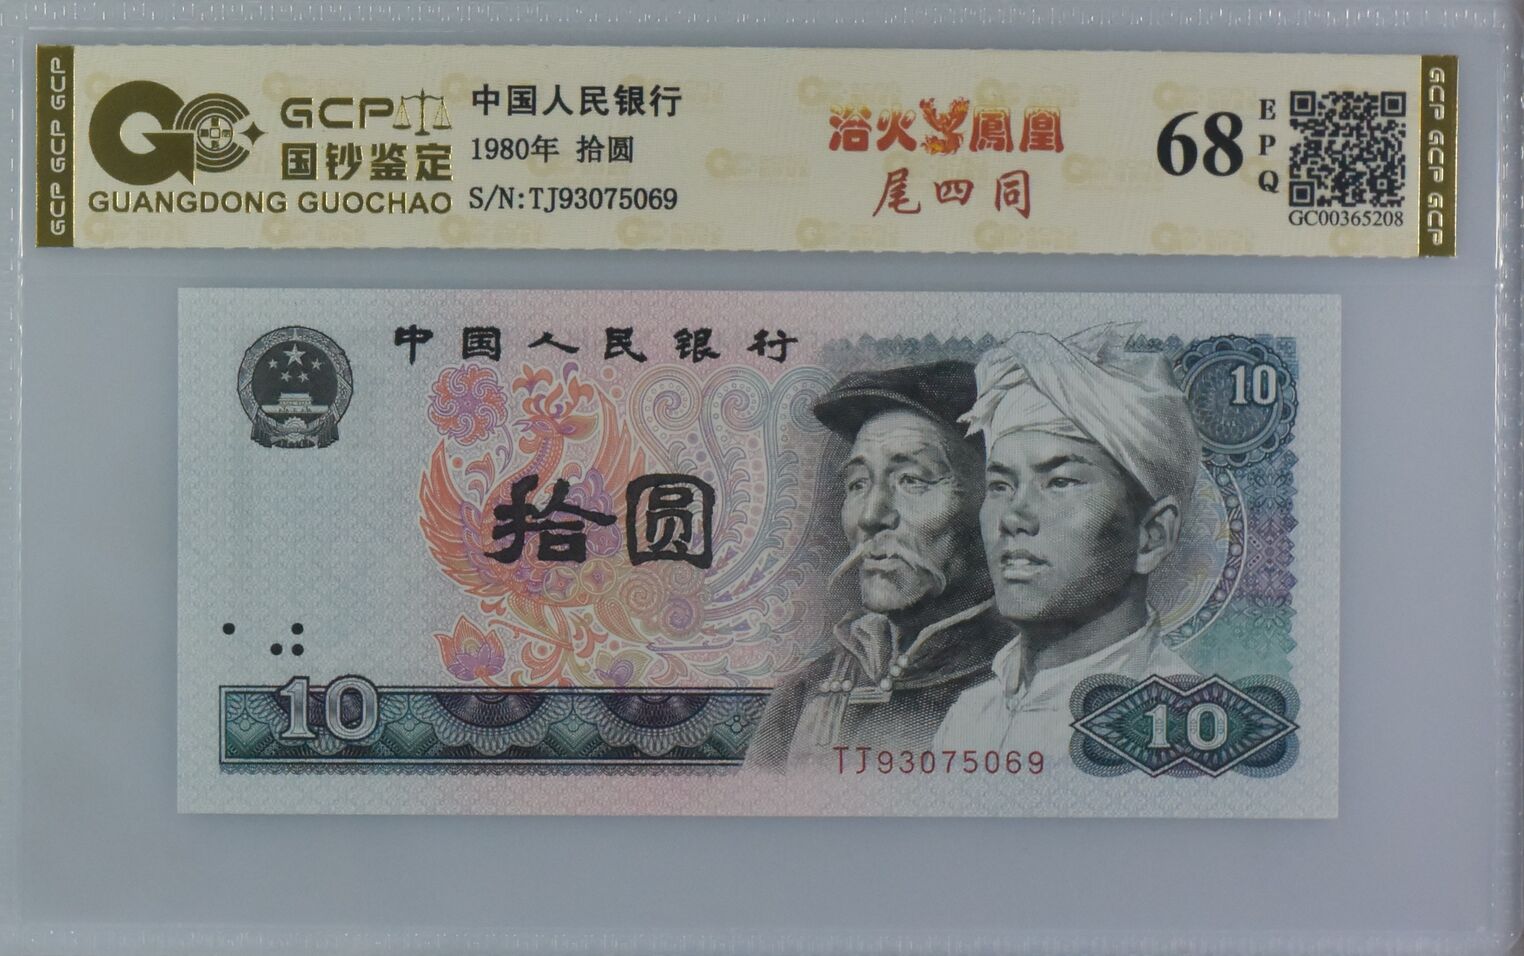 GCP GCP GCP
GCP
国钞鉴定
GUANGDONG GUOCHAO
中国人民银行
1980年 拾圆
S/N:TJ93075069
浴火鳳凰
尾四同
68
EPQ
GC00365208
GCP GCP GCP
中国人民银行
10
拾圆
10
TJ93075069
10